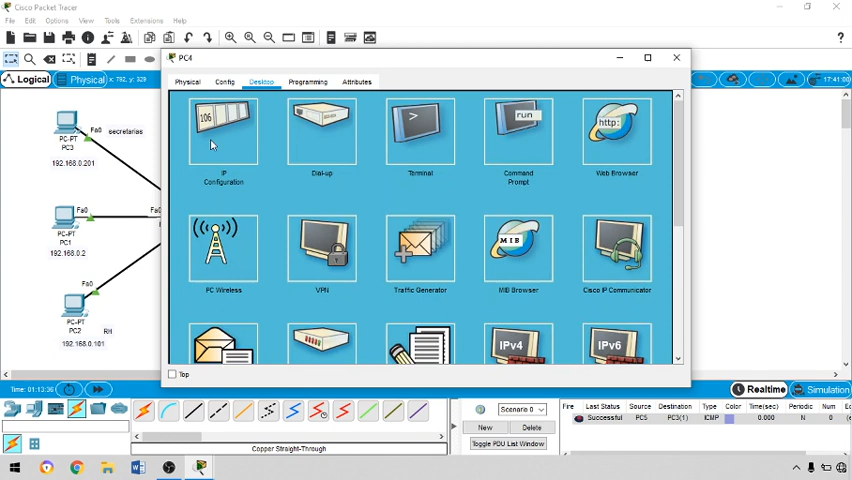 Cisco Packet Tracer
File Edit Options View Tools Extensions Help
Logical Physical x: 792, y: 329
17:41:00
PC4
Physical Config Desktop Programming Attributes
106
IP
Configuration
Dial-up
>
Terminal
run
Command
Prompt
http:
Web Browser
PC Wireless
VPN
Traffic Generator
MIB
MIB Browser
Cisco IP Communicator
IPv4
IPv6
Top
Fa0 secretarias
PC-PT
PC3
192.168.0.201
Fa0 Fa0
PC-PT
PC1
192.168.0.2
Fa0
PC-PT
PC2 RH
192.168.0.101
Time: 01:13:36
Realtime Simulation
Scenario 0
New Delete
Toggle PDU List Window
Copper Straight-Through
Fire Last Status Source Destination Type Color Time(sec) Periodic Num
Successful PC5 PC3(1) ICMP 0.000 N 0